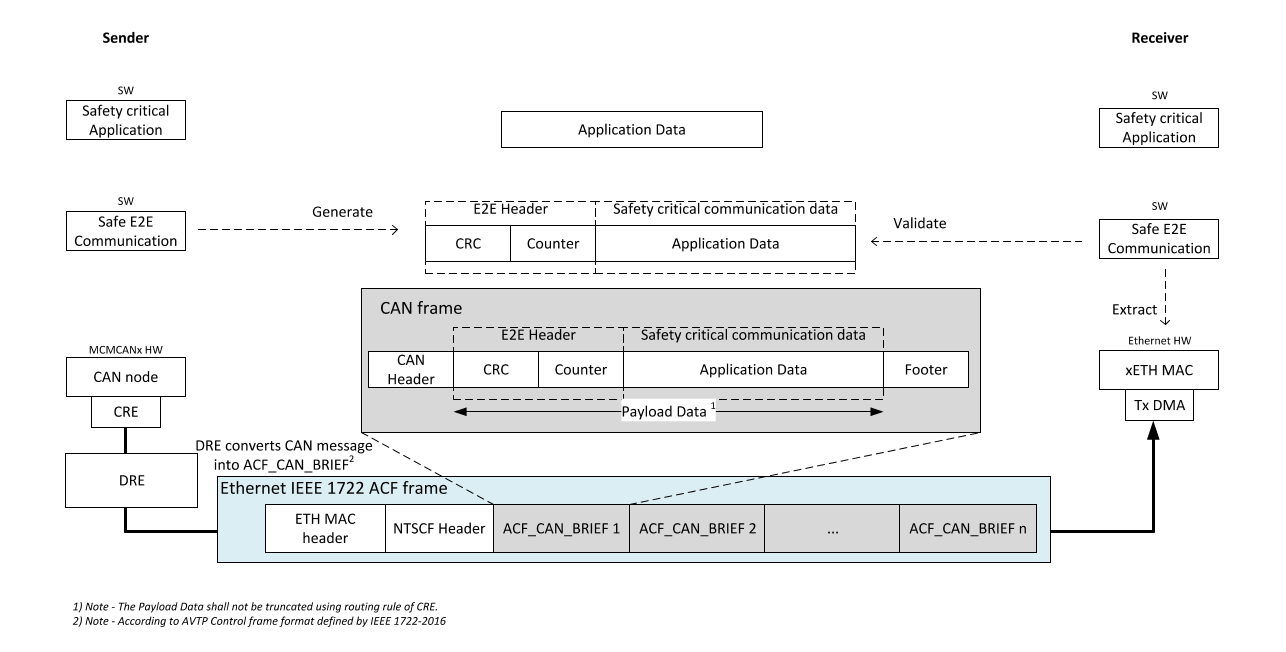 Sender
Receiver
SW
Safety critical
Application
Application Data
SW
Safety critical
Application
SW
Safe E2E
Communication
Generate
E2E Header
Safety critical communication data
CRC
Counter
Application Data
Validate
SW
Safe E2E
Communication
Extract
CAN frame
E2E Header
Safety critical communication data
CAN
Header
CRC
Counter
Application Data
Footer
Payload Data 1
MCMCANx HW
CAN node
CRE
Ethernet HW
xETH MAC
Tx DMA
DRE converts CAN message
into ACF_CAN_BRIEF2
DRE
Ethernet IEEE 1722 ACF frame
ETH MAC
header
NTSCF Header
ACF_CAN_BRIEF 1
ACF_CAN_BRIEF 2
...
ACF_CAN_BRIEF n
1) Note - The Payload Data shall not be truncated using routing rule of CRE.
2) Note - According to AVTP Control frame format defined by IEEE 1722-2016